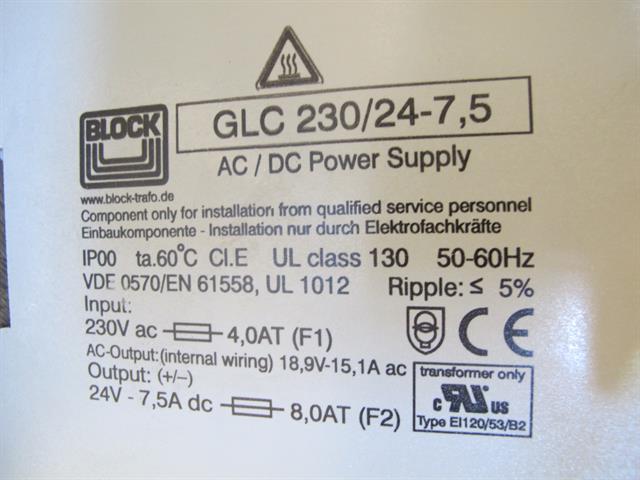 BLOCK
GLC 230/24-7,5
AC / DC Power Supply
www.block-trafo.de
Component only for installation from qualified service personnel
Einbaukomponente - Installation nur durch Elektrofachkräfte
IP00 ta.60°C Cl.E UL class 130 50-60Hz
VDE 0570/EN 61558, UL 1012 Ripple: ≤ 5%
Input:
230V ac 4,0AT (F1)
CE
AC-Output:(internal wiring) 18,9V-15,1A ac
Output: (+/−)
24V - 7,5A dc 8,0AT (F2)
transformer only
c UR US
Type EI120/53/B2